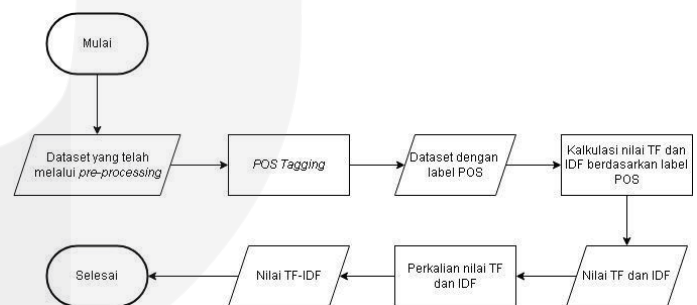 Mulai
Dataset yang telah
melalui pre-processing
POS Tagging
Dataset dengan
label POS
Kalkulasi nilai TF dan
IDF berdasarkan label
POS
Nilai TF dan IDF
Perkalian nilai TF
dan IDF
Nilai TF-IDF
Selesai